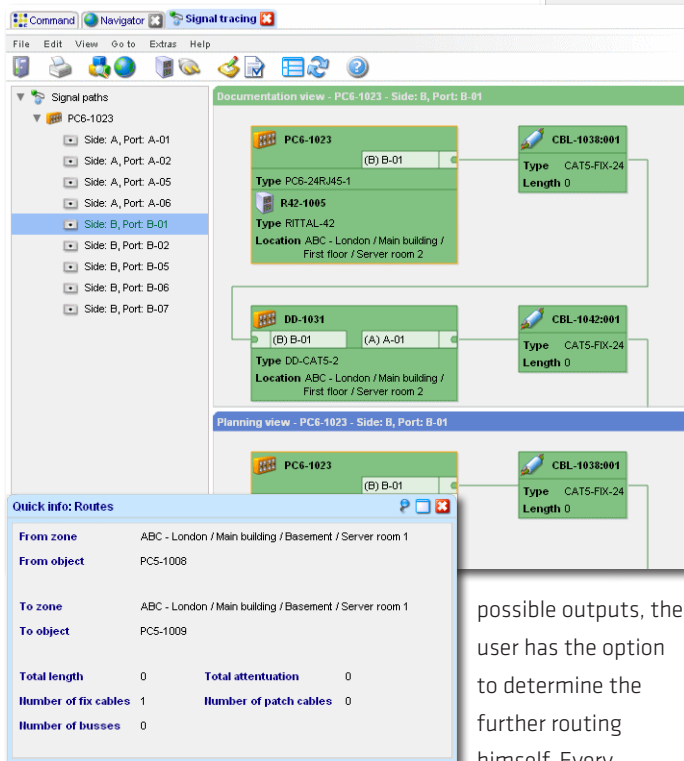 Command Navigator Signal tracing
File Edit View Go to Extras Help
Signal paths
PC6-1023
Side: A, Port: A-01
Side: A, Port: A-02
Side: A, Port: A-05
Side: A, Port: A-06
Side: B, Port: B-01
Side: B, Port: B-02
Side: B, Port: B-05
Side: B, Port: B-06
Side: B, Port: B-07
Documentation view - PC6-1023 - Side: B, Port: B-01
PC6-1023
(B) B-01
Type PC6-24RJ45-1
R42-1005
Type RITTAL-42
Location ABC - London / Main building /
First floor / Server room 2
CBL-1038:001
Type CAT5-FIX-24
Length 0
DD-1031
(B) B-01 (A) A-01
Type DD-CAT5-2
Location ABC - London / Main building /
First floor / Server room 2
CBL-1042:001
Type CAT5-FIX-24
Length 0
Planning view - PC6-1023 - Side: B, Port: B-01
PC6-1023
(B) B-01
CBL-1038:001
Type CAT5-FIX-24
Length 0
Quick info: Routes
From zone ABC - London / Main building / Basement / Server room 1
From object PC5-1008
To zone ABC - London / Main building / Basement / Server room 1
To object PC5-1009
Total length 0 Total attentuation 0
Number of fix cables 1 Number of patch cables 0
Number of busses 0
possible outputs, the
user has the option
to determine the
further routing
himself. Every